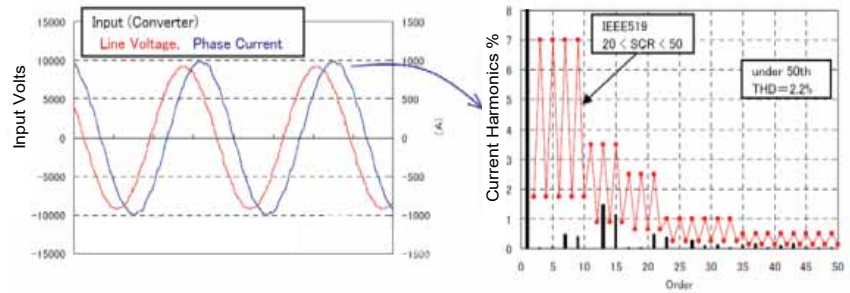 Input (Converter)
Line Voltage. Phase Current
Input Volts
15000
10000
5000
0
-5000
-10000
-15000
1500
1000
500
0
-500
-1000
-1500
(A)
IEEE519
20 < SCR < 50
under 50th
THD=2.2%
Current Harmonics %
8
7
6
5
4
3
2
1
0
0 5 10 15 20 25 30 35 40 45 50
Order